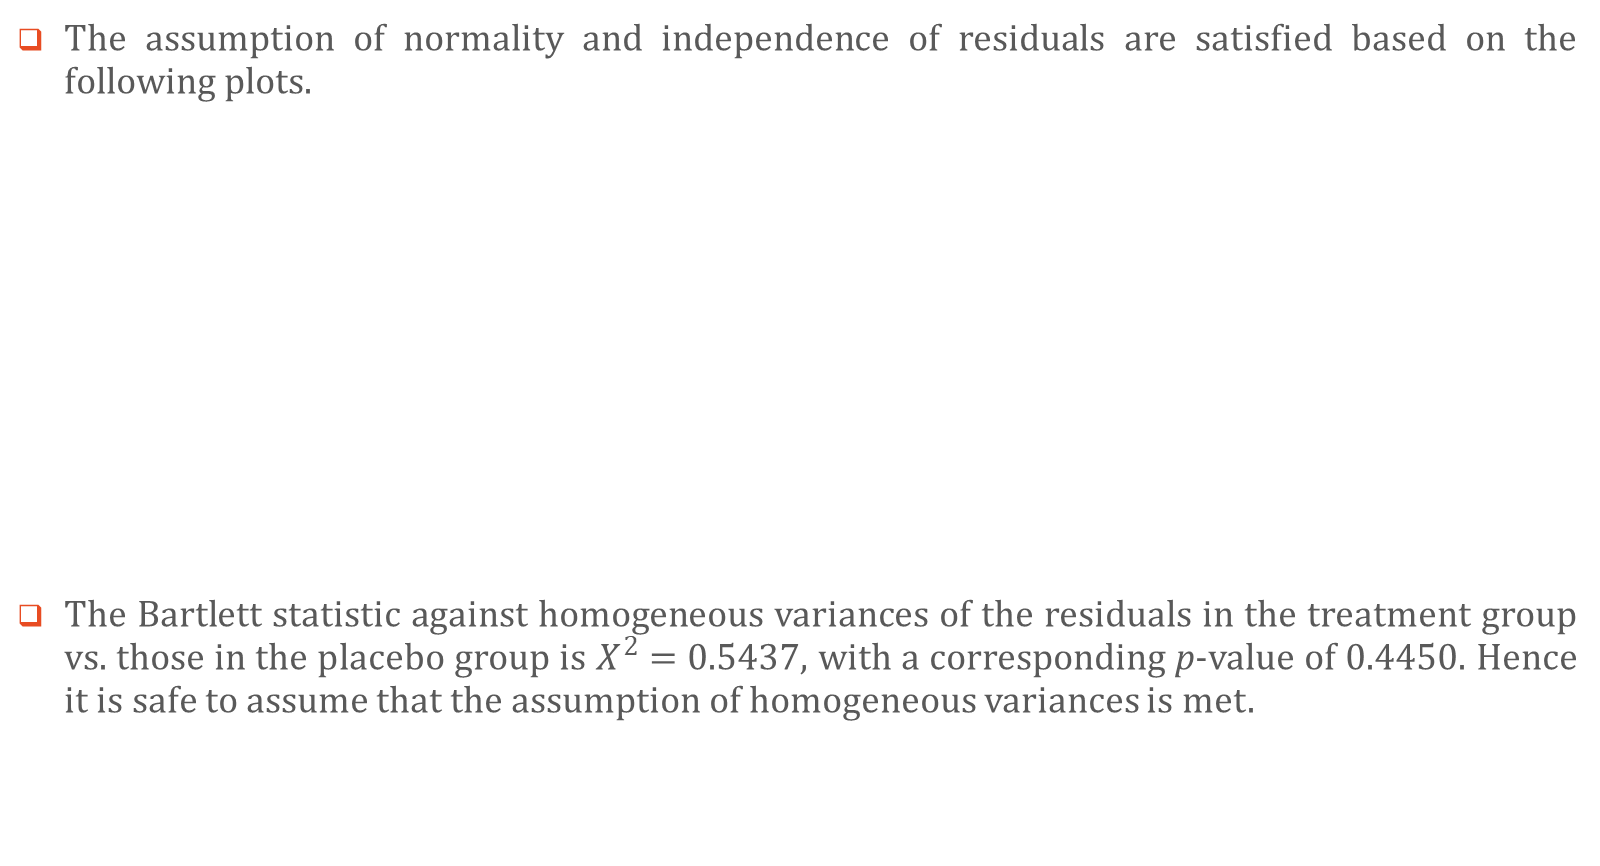 ❑ The assumption of normality and independence of residuals are satisfied based on the
following plots.
❑ The Bartlett statistic against homogeneous variances of the residuals in the treatment group
vs. those in the placebo group is X² = 0.5437, with a corresponding p-value of 0.4450. Hence
it is safe to assume that the assumption of homogeneous variances is met.